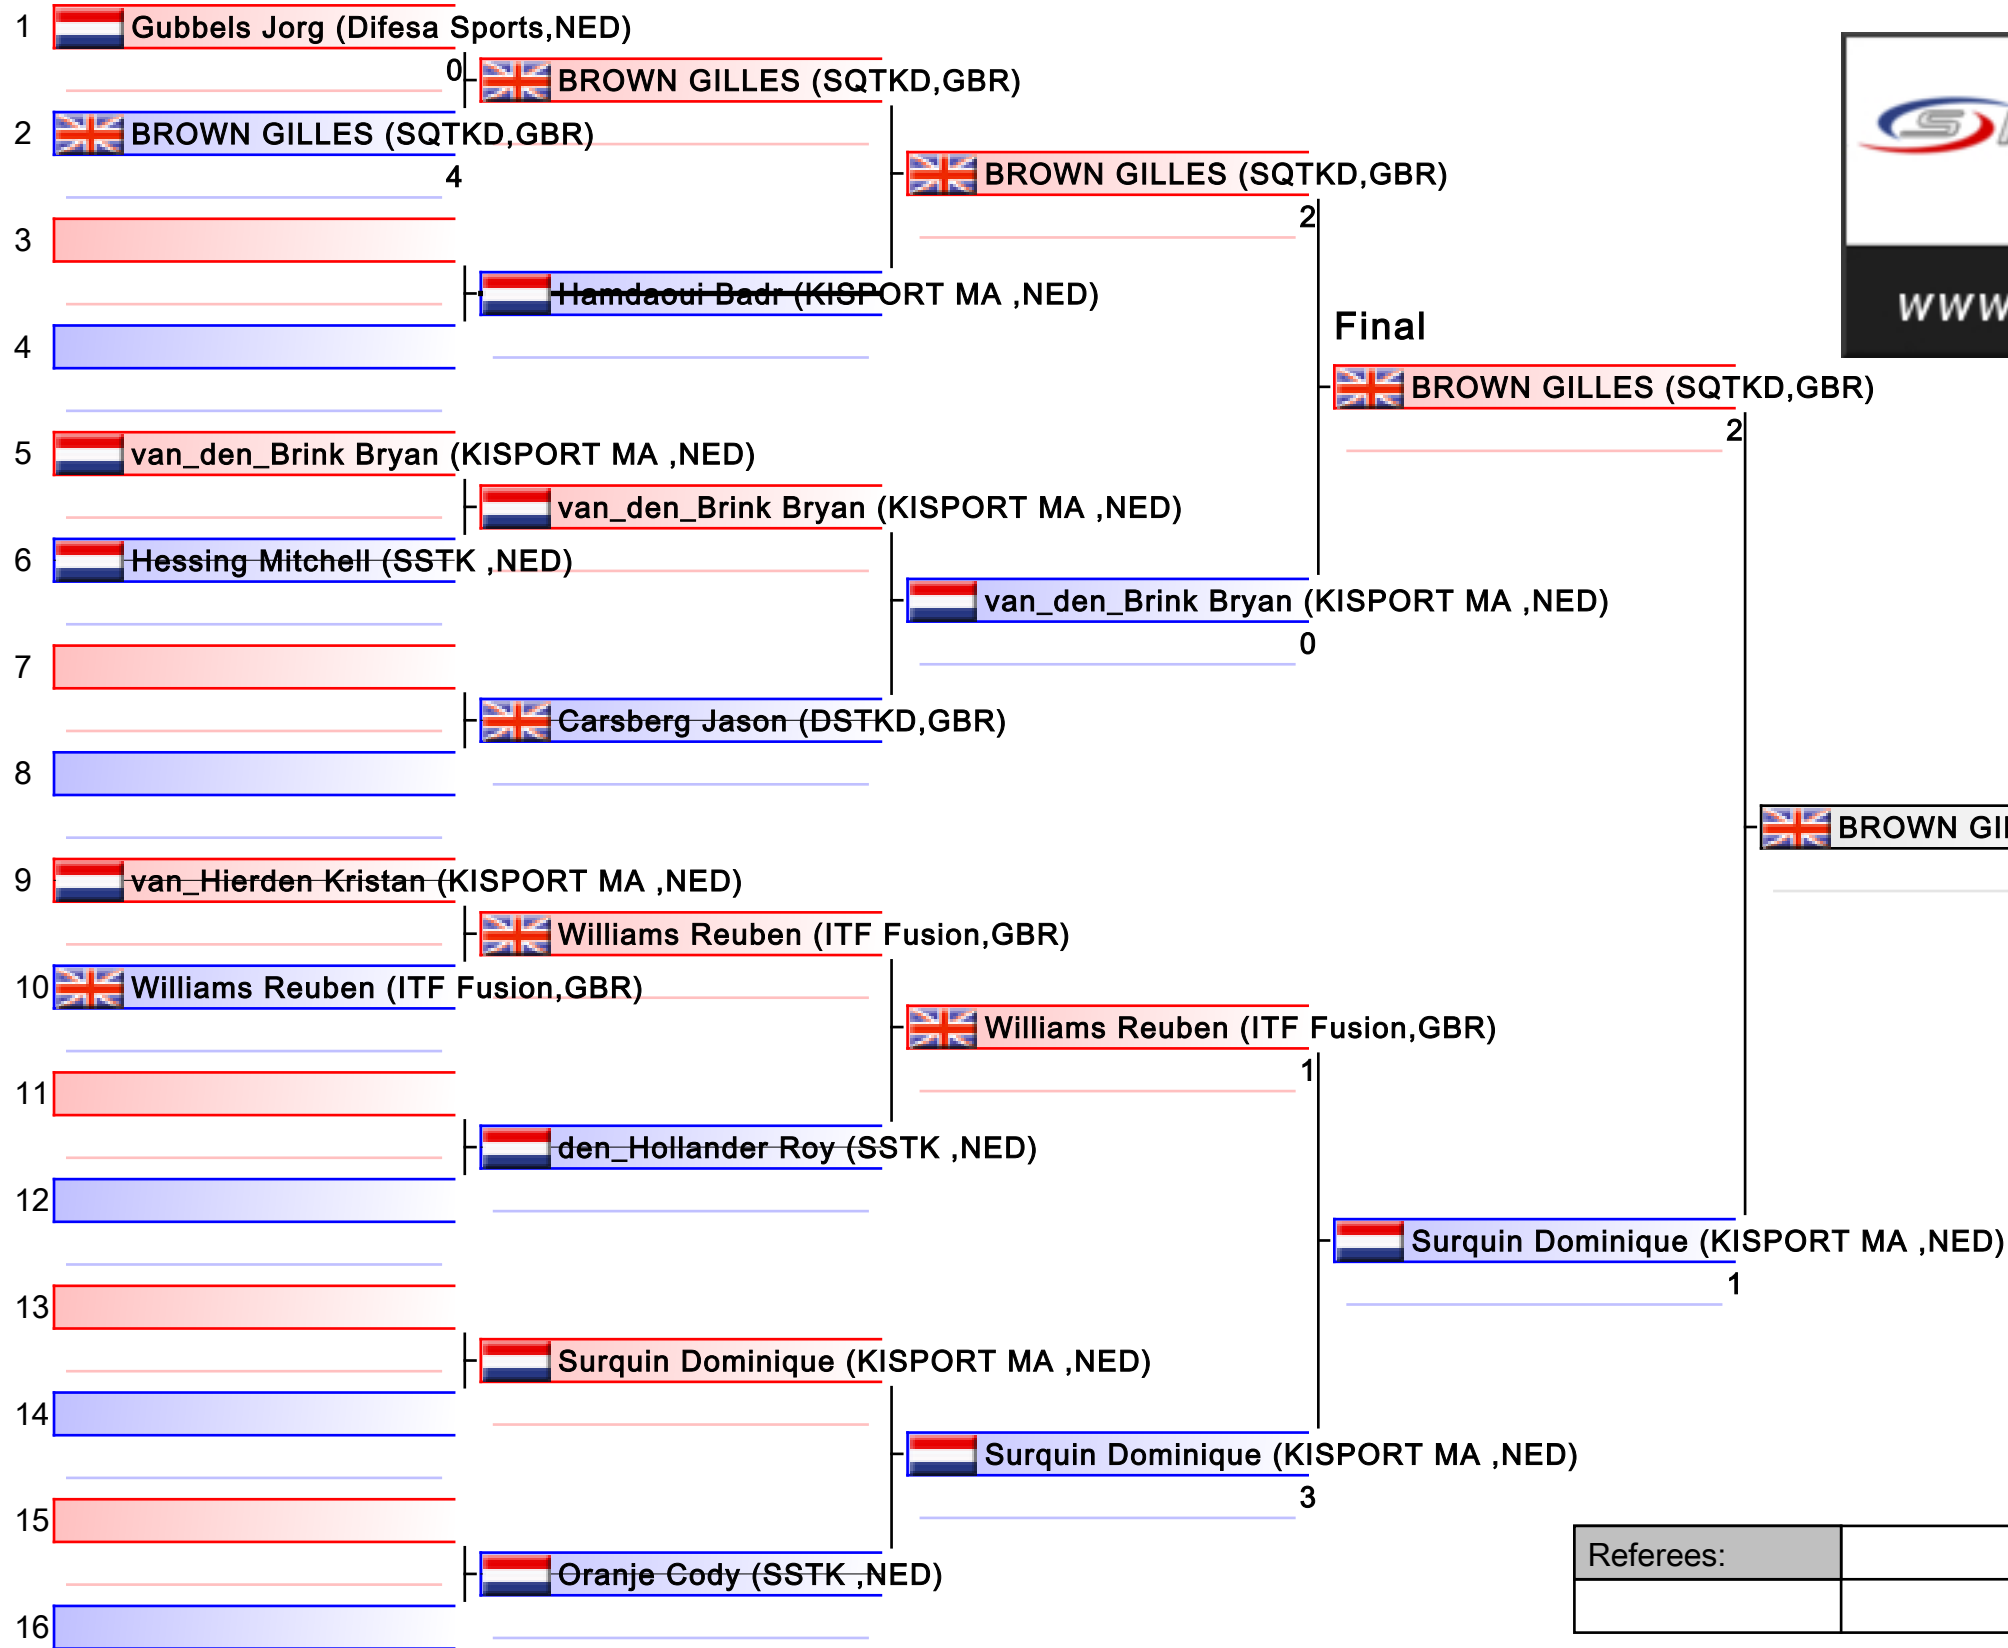 1 Gubbels Jorg (Difesa Sports,NED)
0
BROWN GILLES (SQTKD,GBR)
2 BROWN GILLES (SQTKD,GBR)
4
BROWN GILLES (SQTKD,GBR)
2
3
Hamdaoui Badr (KISPORT MA ,NED)
4
www
Final
BROWN GILLES (SQTKD,GBR)
2
5 van_den_Brink Bryan (KISPORT MA ,NED)
van_den_Brink Bryan (KISPORT MA ,NED)
6 Hessing Mitchell (SSTK ,NED)
van_den_Brink Bryan (KISPORT MA ,NED)
0
7
Carsberg Jason (DSTKD,GBR)
8
BROWN GIL
9 van_Hierden Kristan (KISPORT MA ,NED)
Williams Reuben (ITF Fusion,GBR)
10 Williams Reuben (ITF Fusion,GBR)
Williams Reuben (ITF Fusion,GBR)
1
11
den_Hollander Roy (SSTK ,NED)
12
Surquin Dominique (KISPORT MA ,NED)
1
13
Surquin Dominique (KISPORT MA ,NED)
14
Surquin Dominique (KISPORT MA ,NED)
3
15
Oranje Cody (SSTK ,NED)
16
Referees: